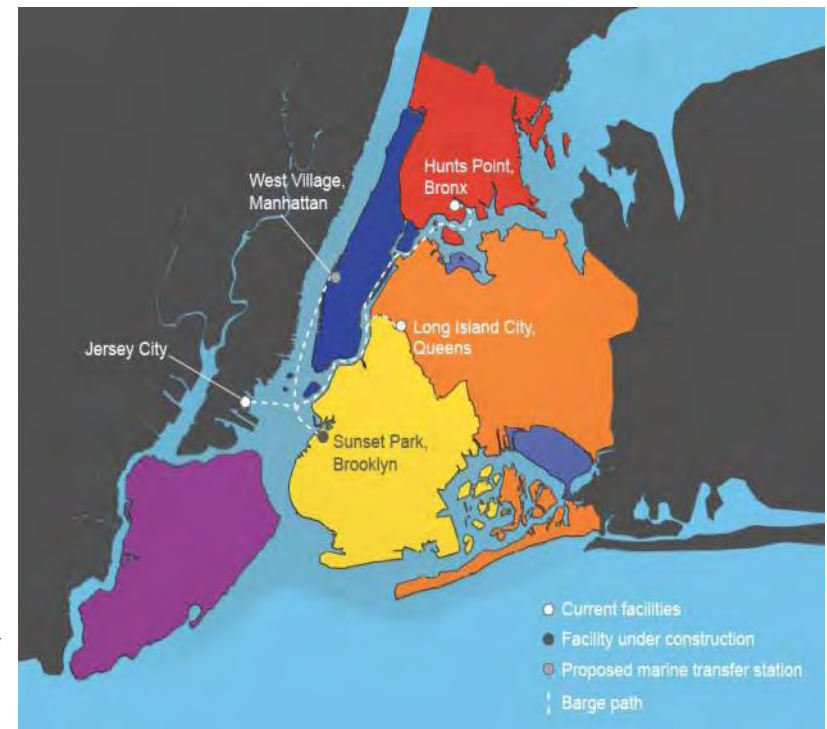 Hunts Point,
Bronx
West Village,
Manhattan
Long Island City,
Queens
Jersey City
Sunset Park,
Brooklyn
Current facilities
Facility under construction
Proposed marine transfer station
Barge path